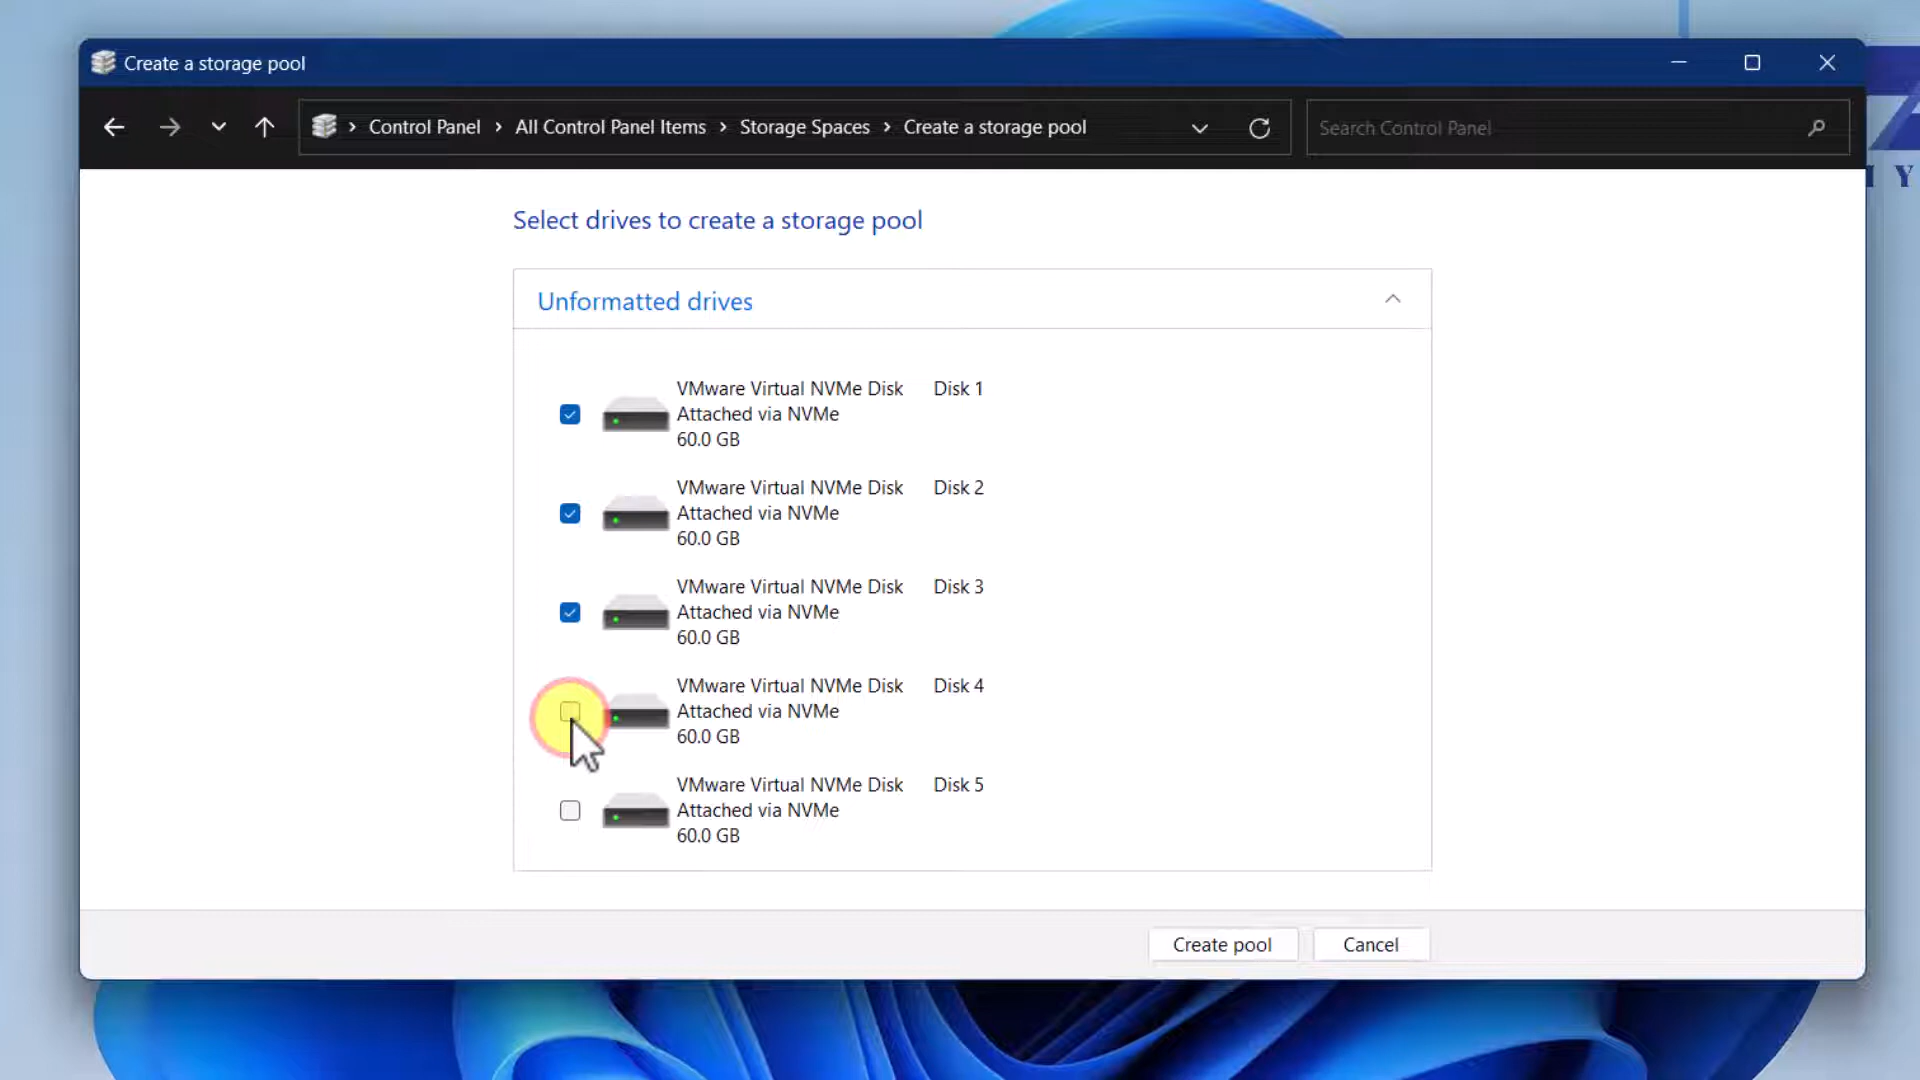 Create a storage pool
Control Panel > All Control Panel Items > Storage Spaces > Create a storage pool
Search Control Panel
Y
Select drives to create a storage pool
Unformatted drives
VMware Virtual NVMe Disk Disk 1
Attached via NVMe
60.0 GB
VMware Virtual NVMe Disk Disk 2
Attached via NVMe
60.0 GB
VMware Virtual NVMe Disk Disk 3
Attached via NVMe
60.0 GB
VMware Virtual NVMe Disk Disk 4
Attached via NVMe
60.0 GB
VMware Virtual NVMe Disk Disk 5
Attached via NVMe
60.0 GB
Create pool Cancel